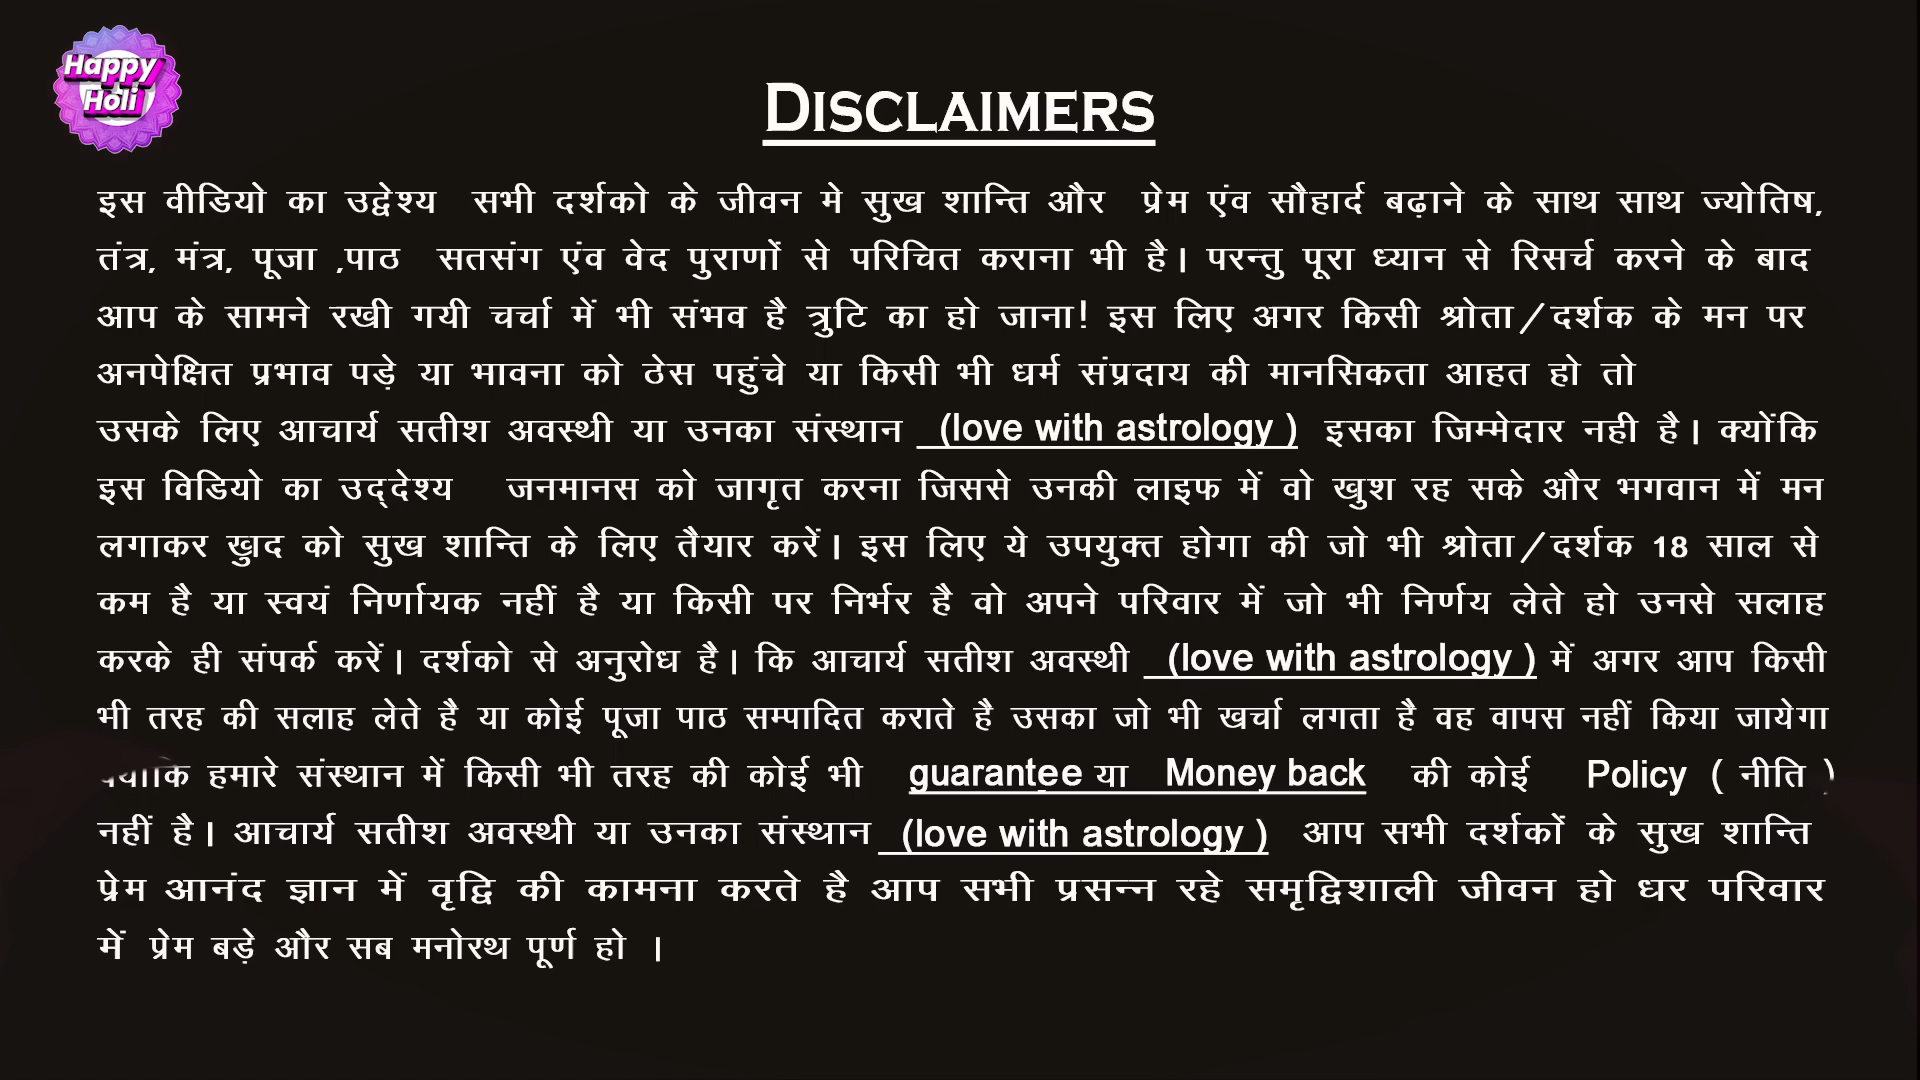 Happy
Holi
DISCLAIMERS
इस वीडियो का उद्वेश्य सभी दर्शको के जीवन मे सुख शान्ति और प्रेम एंव सौहार्द बढ़ाने के साथ साथ ज्योतिष,
तंत्र, मंत्र, पूजा ,पाठ सतसंग एंव वेद पुराणों से परिचित कराना भी है। परन्तु पूरा ध्यान से रिसर्च करने के बाद
आप के सामने रखी गयी चर्चा में भी संभव है त्रुटि का हो जाना! इस लिए अगर किसी श्रोता/दर्शक के मन पर
अनपेक्षित प्रभाव पड़े या भावना को ठेस पहुंचे या किसी भी धर्म संप्रदाय की मानसिकता आहत हो तो
उसके लिए आचार्य सतीश अवस्थी या उनका संस्थान (love with astrology ) इसका जिम्मेदार नही है। क्योंकि
इस विडियो का उद्देश्य जनमानस को जागृत करना जिससे उनकी लाइफ में वो खुश रह सके और भगवान में मन
लगाकर खुद को सुख शान्ति के लिए तैयार करें। इस लिए ये उपयुक्त होगा की जो भी श्रोता/दर्शक 18 साल से
कम है या स्वयं निर्णायक नहीं है या किसी पर निर्भर है वो अपने परिवार में जो भी निर्णय लेते हो उनसे सलाह
करके ही संपर्क करें। दर्शको से अनुरोध है। कि आचार्य सतीश अवस्थी (love with astrology ) में अगर आप किसी
भी तरह की सलाह लेते है या कोई पूजा पाठ सम्पादित कराते है उसका जो भी खर्चा लगता है वह वापस नहीं किया जायेगा
क्योंकि हमारे संस्थान में किसी भी तरह की कोई भी guarantee या Money back की कोई Policy ( नीति )
नहीं है। आचार्य सतीश अवस्थी या उनका संस्थान (love with astrology ) आप सभी दर्शकों के सुख शान्ति
प्रेम आनंद ज्ञान में वृद्वि की कामना करते है आप सभी प्रसन्न रहे समृद्विशाली जीवन हो धर परिवार
में प्रेम बड़े और सब मनोरथ पूर्ण हो ।